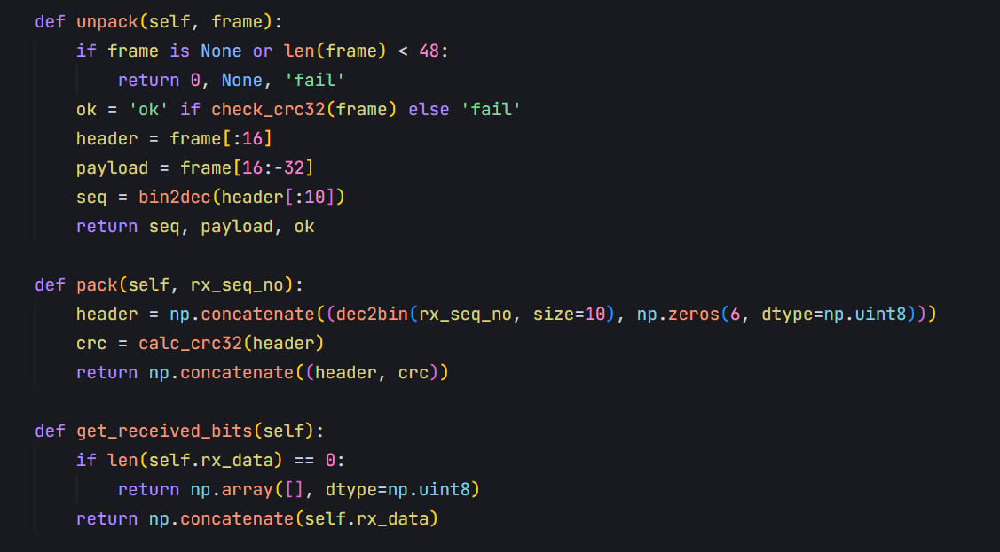 def unpack(self, frame):
    if frame is None or len(frame) < 48:
        return 0, None, 'fail'
    ok = 'ok' if check_crc32(frame) else 'fail'
    header = frame[:16]
    payload = frame[16:-32]
    seq = bin2dec(header[:10])
    return seq, payload, ok

def pack(self, rx_seq_no):
    header = np.concatenate((dec2bin(rx_seq_no, size=10), np.zeros(6, dtype=np.uint8)))
    crc = calc_crc32(header)
    return np.concatenate((header, crc))

def get_received_bits(self):
    if len(self.rx_data) == 0:
        return np.array([], dtype=np.uint8)
    return np.concatenate(self.rx_data)